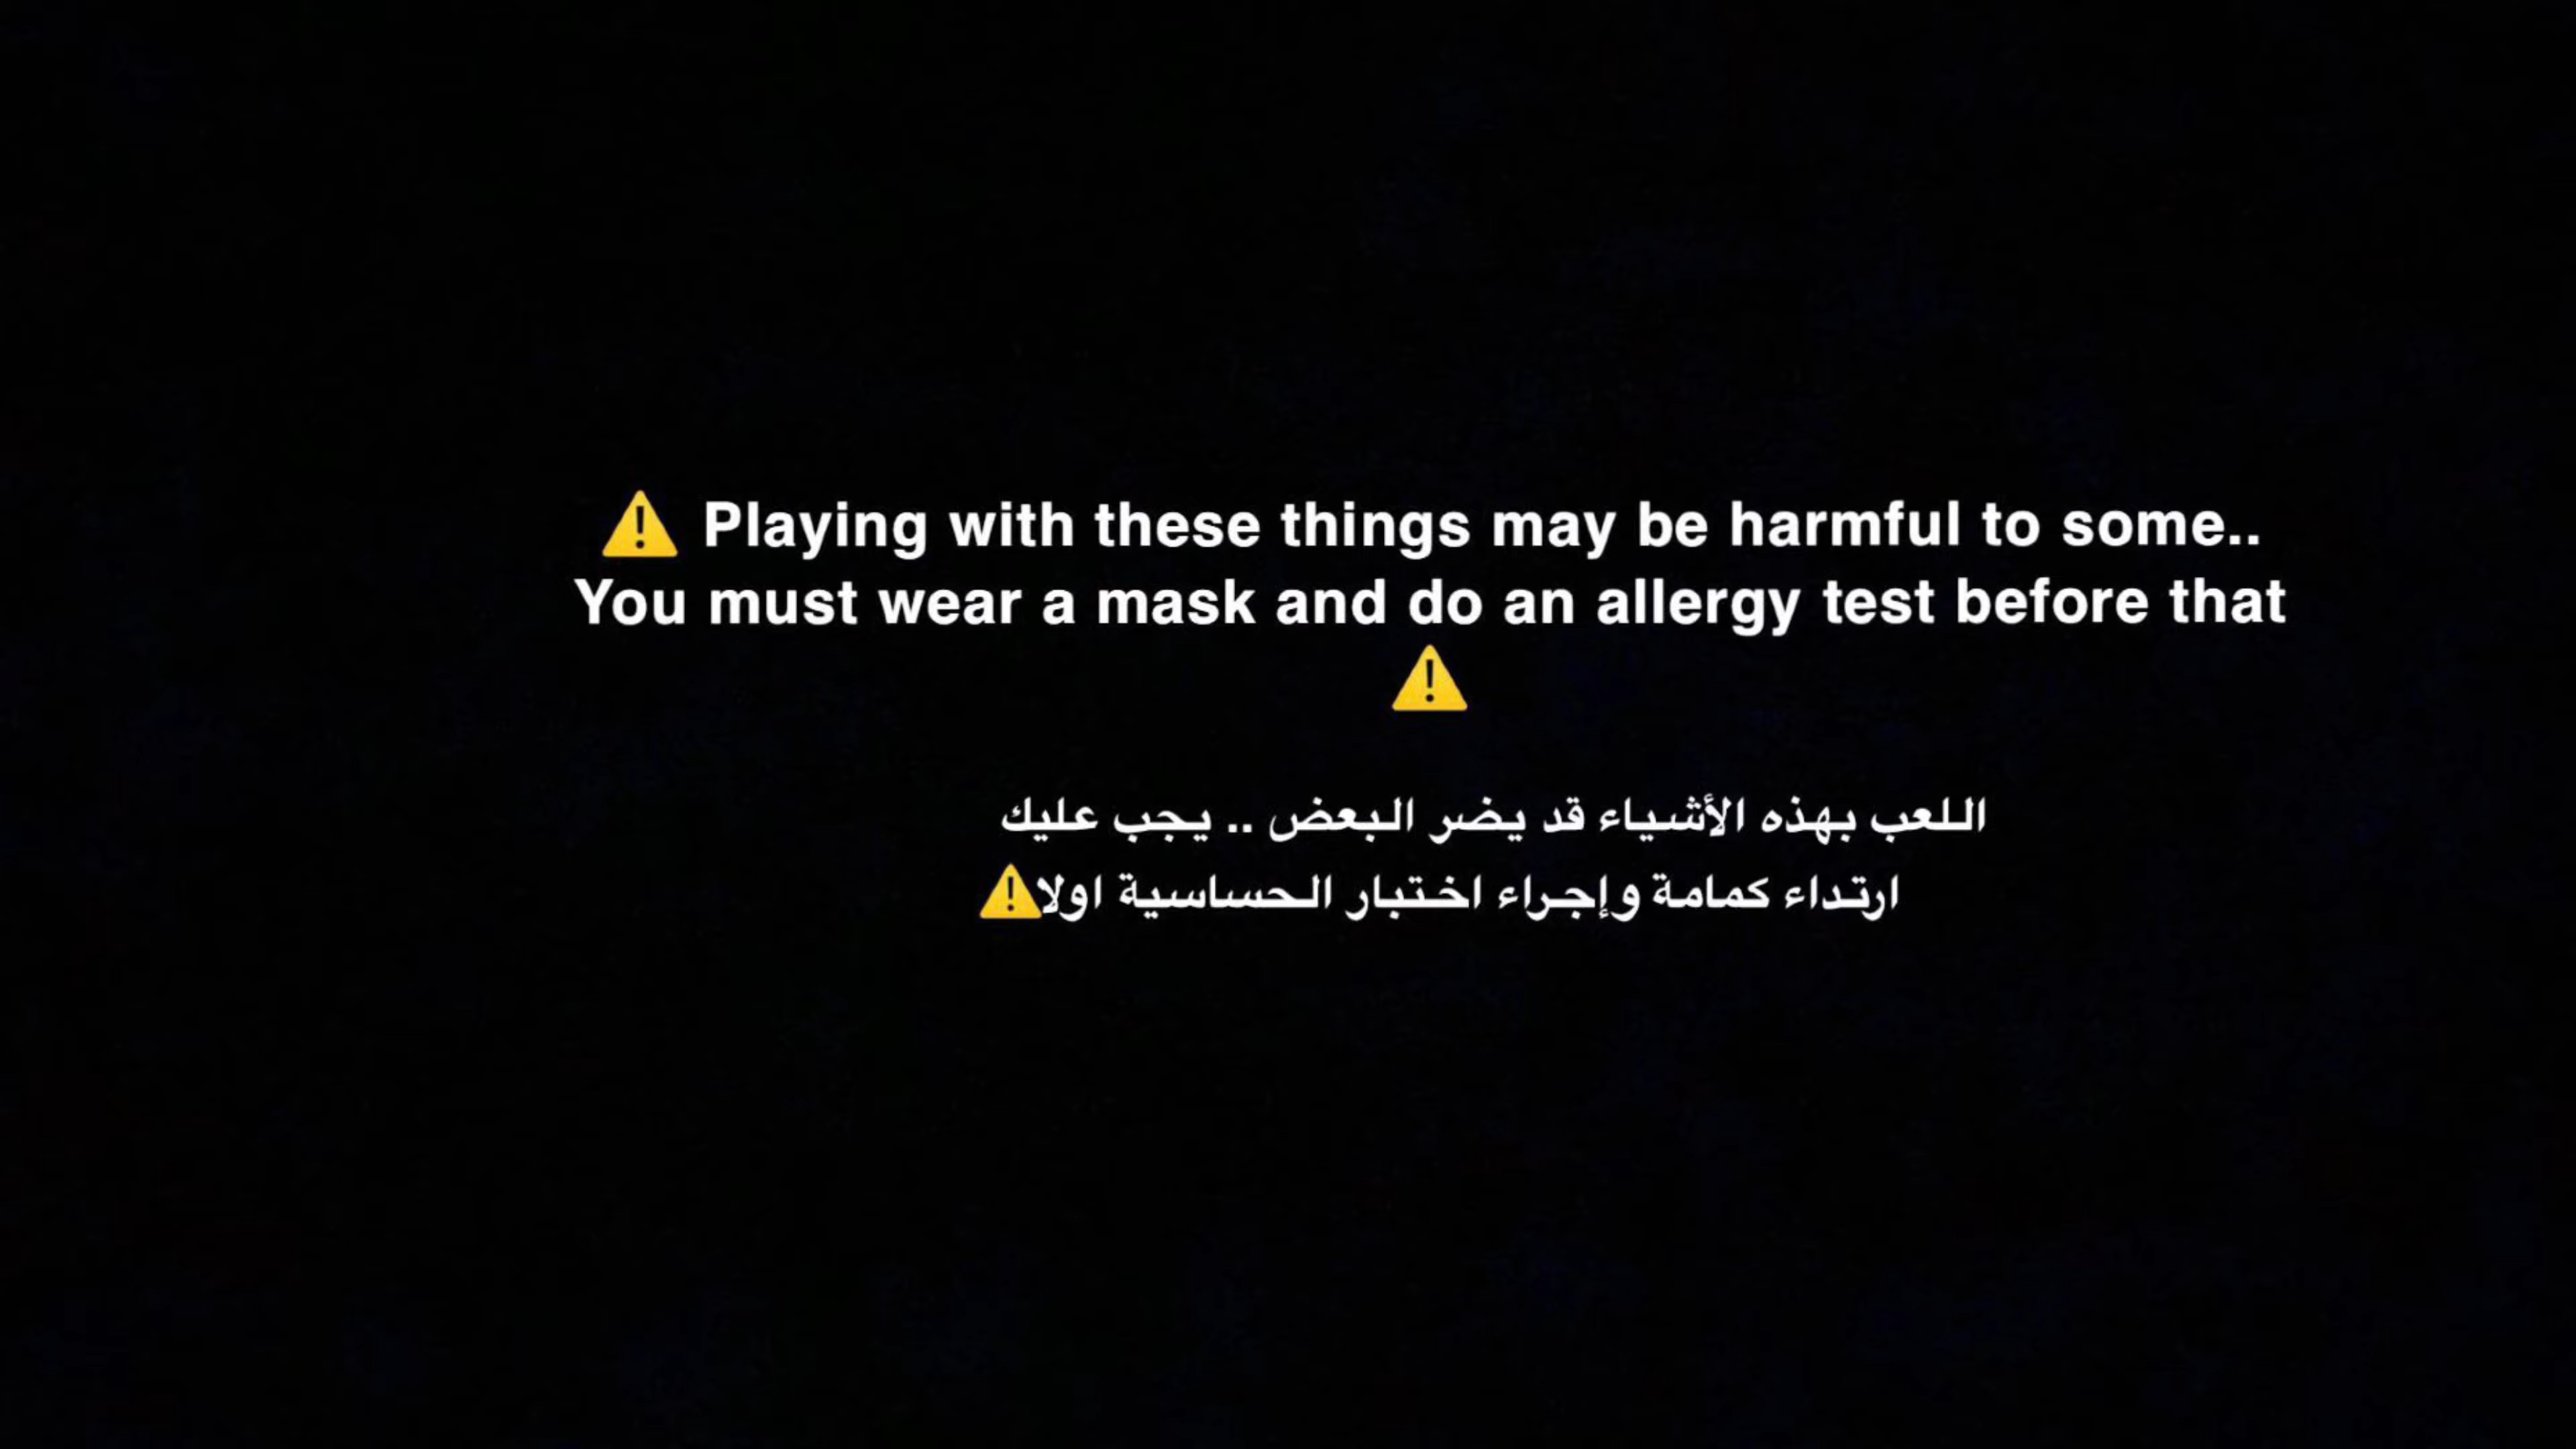 ⚠️ Playing with these things may be harmful to some..
You must wear a mask and do an allergy test before that
⚠️
اللعب بهذه الأشياء قد يضر البعض .. يجب عليك
ارتداء كمامة وإجراء اختبار الحساسية اولا⚠️